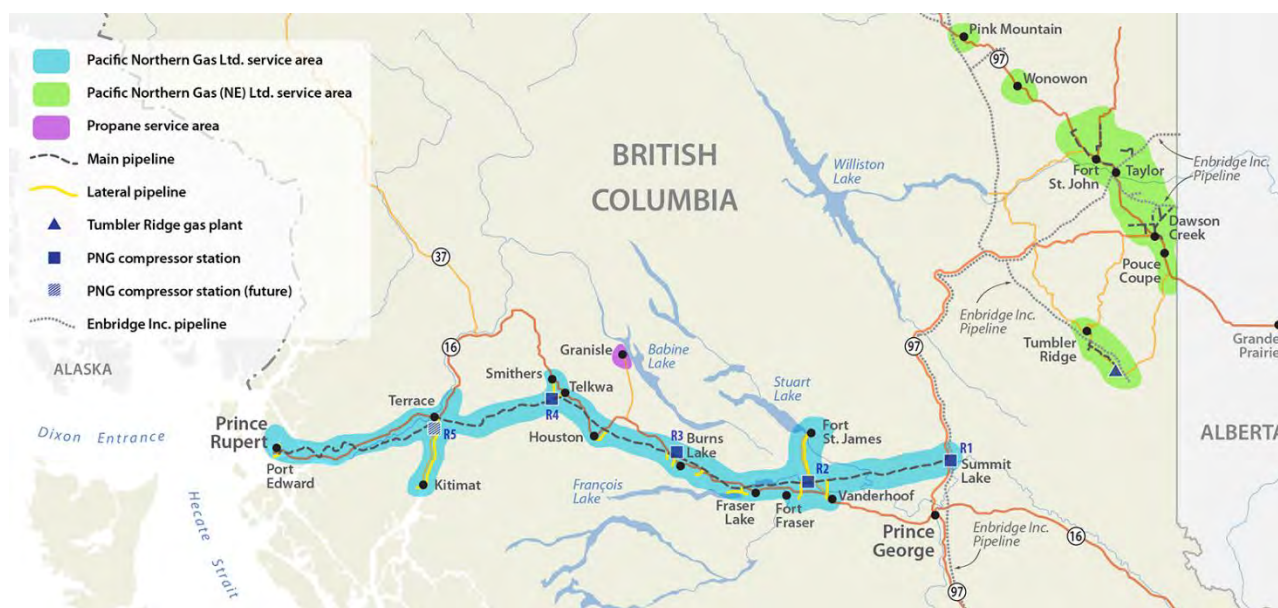 Pacific Northern Gas Ltd. service area
Pacific Northern Gas (NE) Ltd. service area
Propane service area
Main pipeline
Lateral pipeline
Tumbler Ridge gas plant
PNG compressor station
PNG compressor station (future)
Enbridge Inc. pipeline
BRITISH
COLUMBIA
Pink Mountain
97
Wonowon
Williston
Lake
Fort
St. John
Taylor
Enbridge Inc.
Pipeline
Dawson
Creek
Pouce
Coupe
Enbridge Inc.
Pipeline
Tumbler
Ridge
Grande
Prairie
37
16
97
ALASKA
Granisle
Babine
Lake
Smithers
Telkwa
Stuart
Lake
Terrace
R4
Prince
Rupert
R5
Houston
R3
Burns
Lake
Fort
St. James
R1
Summit
Lake
ALBERTA
Dixon Entrance
Port
Edward
Kitimat
François
Lake
R2
Fraser
Lake
Fort
Fraser
Vanderhoof
Prince
George
Enbridge Inc.
Pipeline
16
Hecate Strait
97